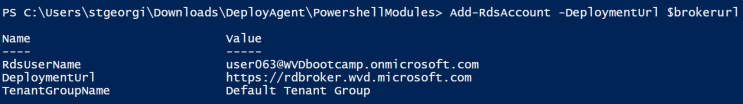 PS C:\Users\stgeorgi\Downloads\DeployAgent\PowershellModules> Add-RdsAccount -DeploymentUrl $brokerurl
Name Value
---- -----
RdsUserName user063@WVDbootcamp.onmicrosoft.com
DeploymentUrl https://rdbroker.wvd.microsoft.com
TenantGroupName Default Tenant Group